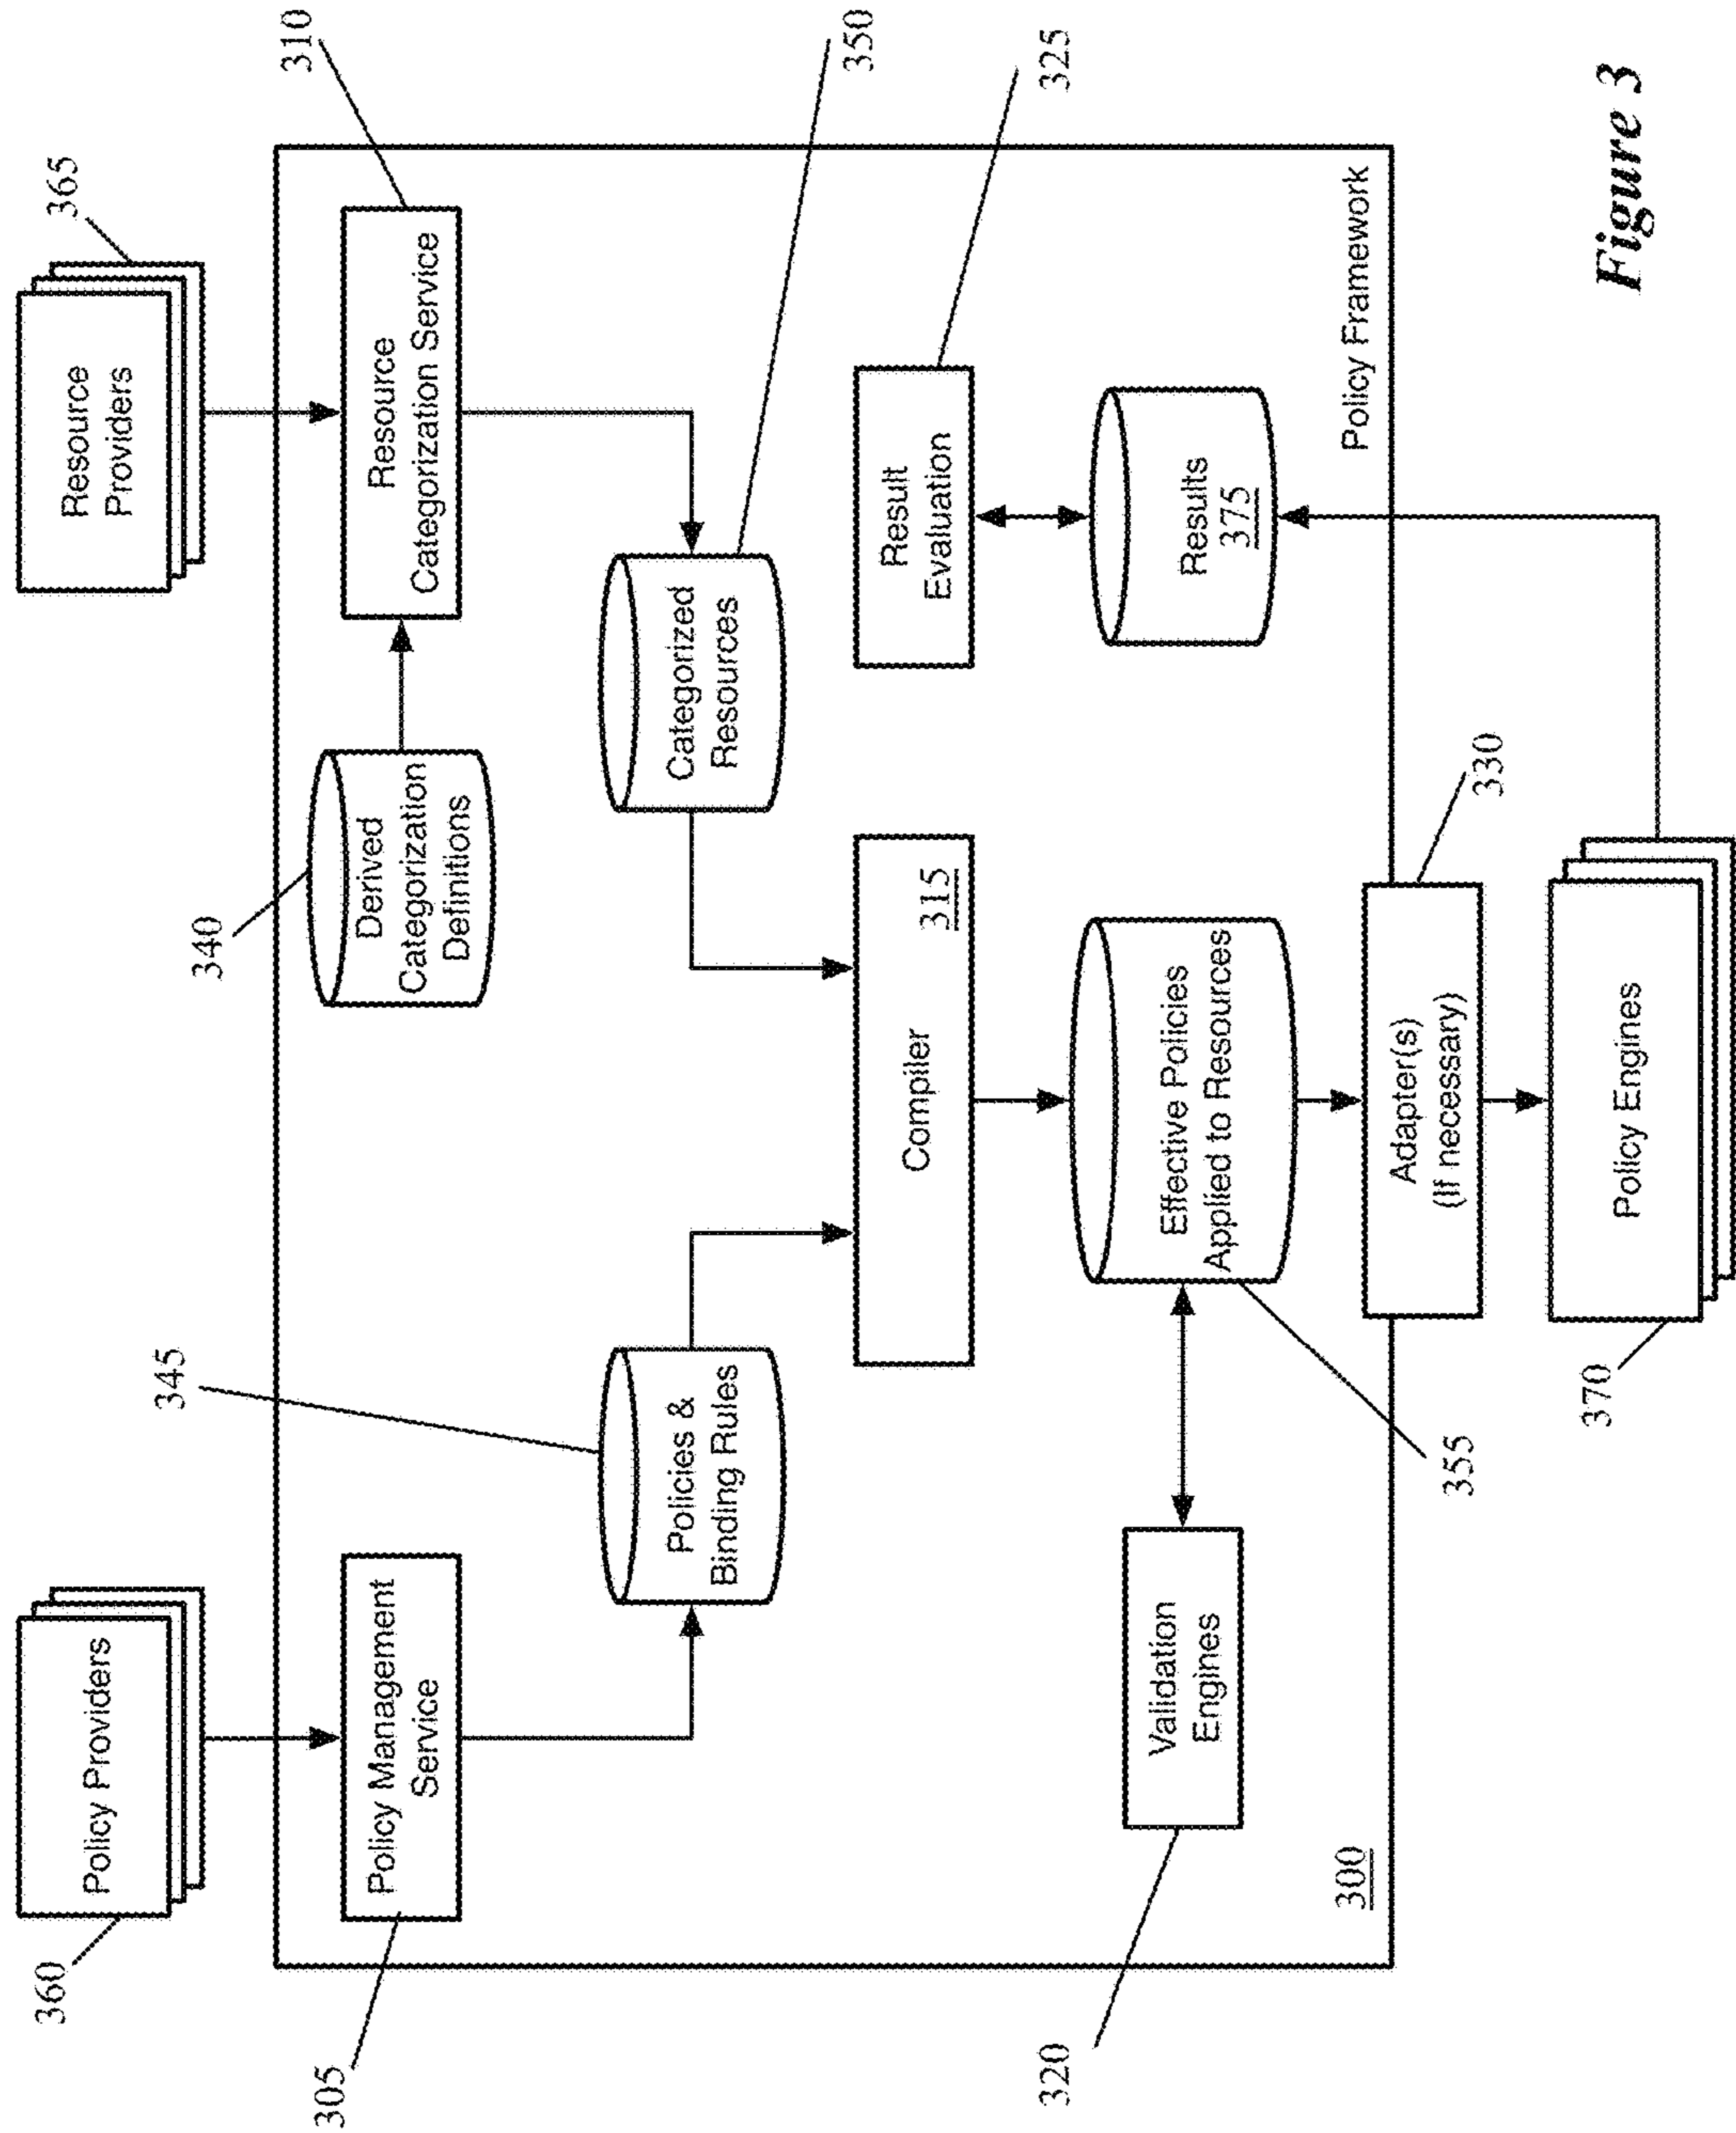 360
Policy Providers
Resource
Providers
365
305
Policy Management
Service
340
Derived
Categorization
Definitions
Resource
Categorization Service
310
345
Policies &
Binding Rules
Categorized
Resources
350
Compiler
315
Result
Evaluation
325
320
Validation
Engines
Effective Policies
Applied to Resources
355
Results
375
300
Policy Framework
Adapter(s)
(If necessary)
330
370
Policy Engines
Figure 3